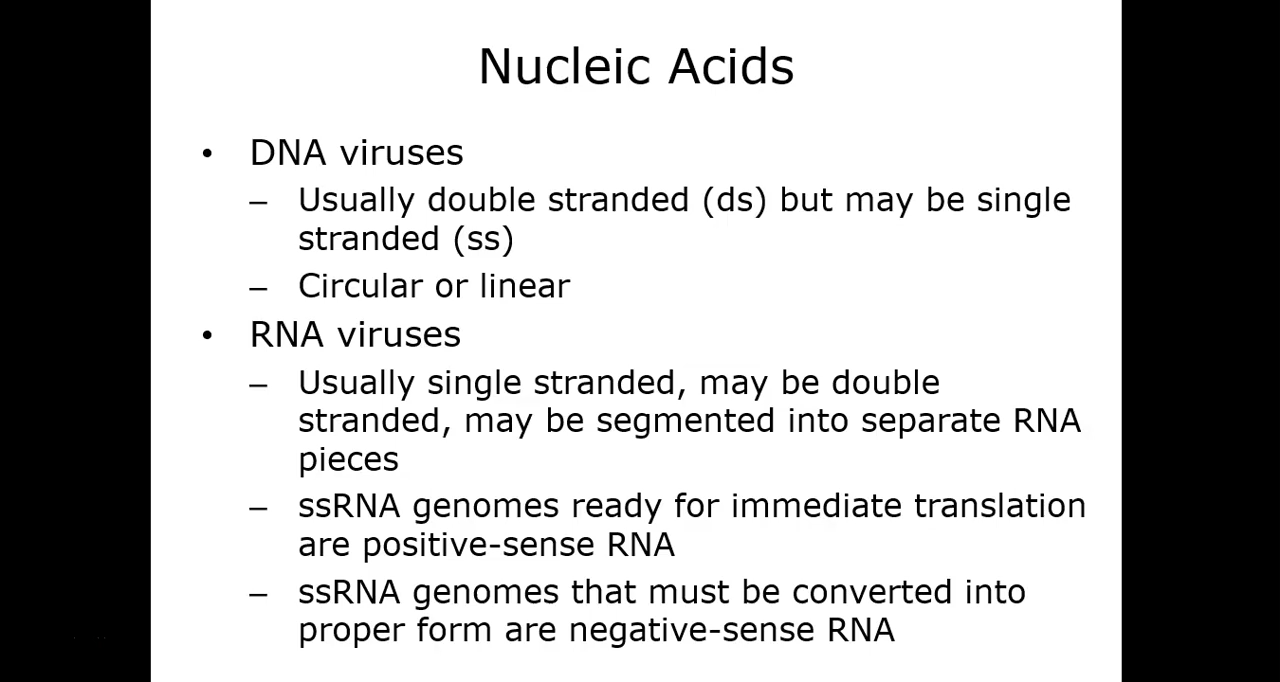 Nucleic Acids
• DNA viruses
– Usually double stranded (ds) but may be single
stranded (ss)
– Circular or linear
• RNA viruses
– Usually single stranded, may be double
stranded, may be segmented into separate RNA
pieces
– ssRNA genomes ready for immediate translation
are positive-sense RNA
– ssRNA genomes that must be converted into
proper form are negative-sense RNA